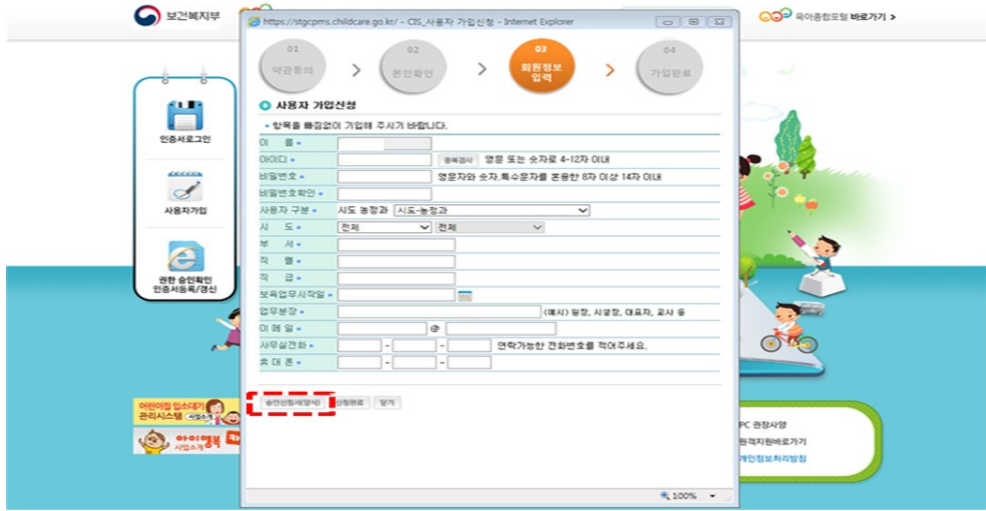 보건복지부
육아종합포털 바로가기 >
https://stgcpms.childcare.go.kr/ - CIS_사용자 가입신청 - Internet Explorer
01
약관동의
02
본인확인
03
회원정보
입력
04
가입완료
사용자 가입신청
항목을 빠짐없이 기입해 주시기 바랍니다.
이 름
아이디
중복검사 영문 또는 숫자로 4-12자 이내
비밀번호
영문자와 숫자,특수문자를 혼용한 8자 이상 14자 이내
비밀번호확인
사용자 구분 시도 농정과 시도-농정과
시 도 전체 전체
부 서
직 렬
직 급
보육업무시작일
업무분장 (예시) 원장, 시설장, 대표자, 교사 등
이 메 일 @
사무실전화 - - 연락가능한 전화번호를 적어주세요.
휴 대 폰 - -
승인신청서(양식) 신청완료 닫기
인증서로그인
사용자가입
권한 승인확인
인증서등록/갱신
어린이집 입소대기
관리시스템 사업소개
아이행복
사업소개
PC 권장사양
원격지원바로가기
개인정보처리방침
100%